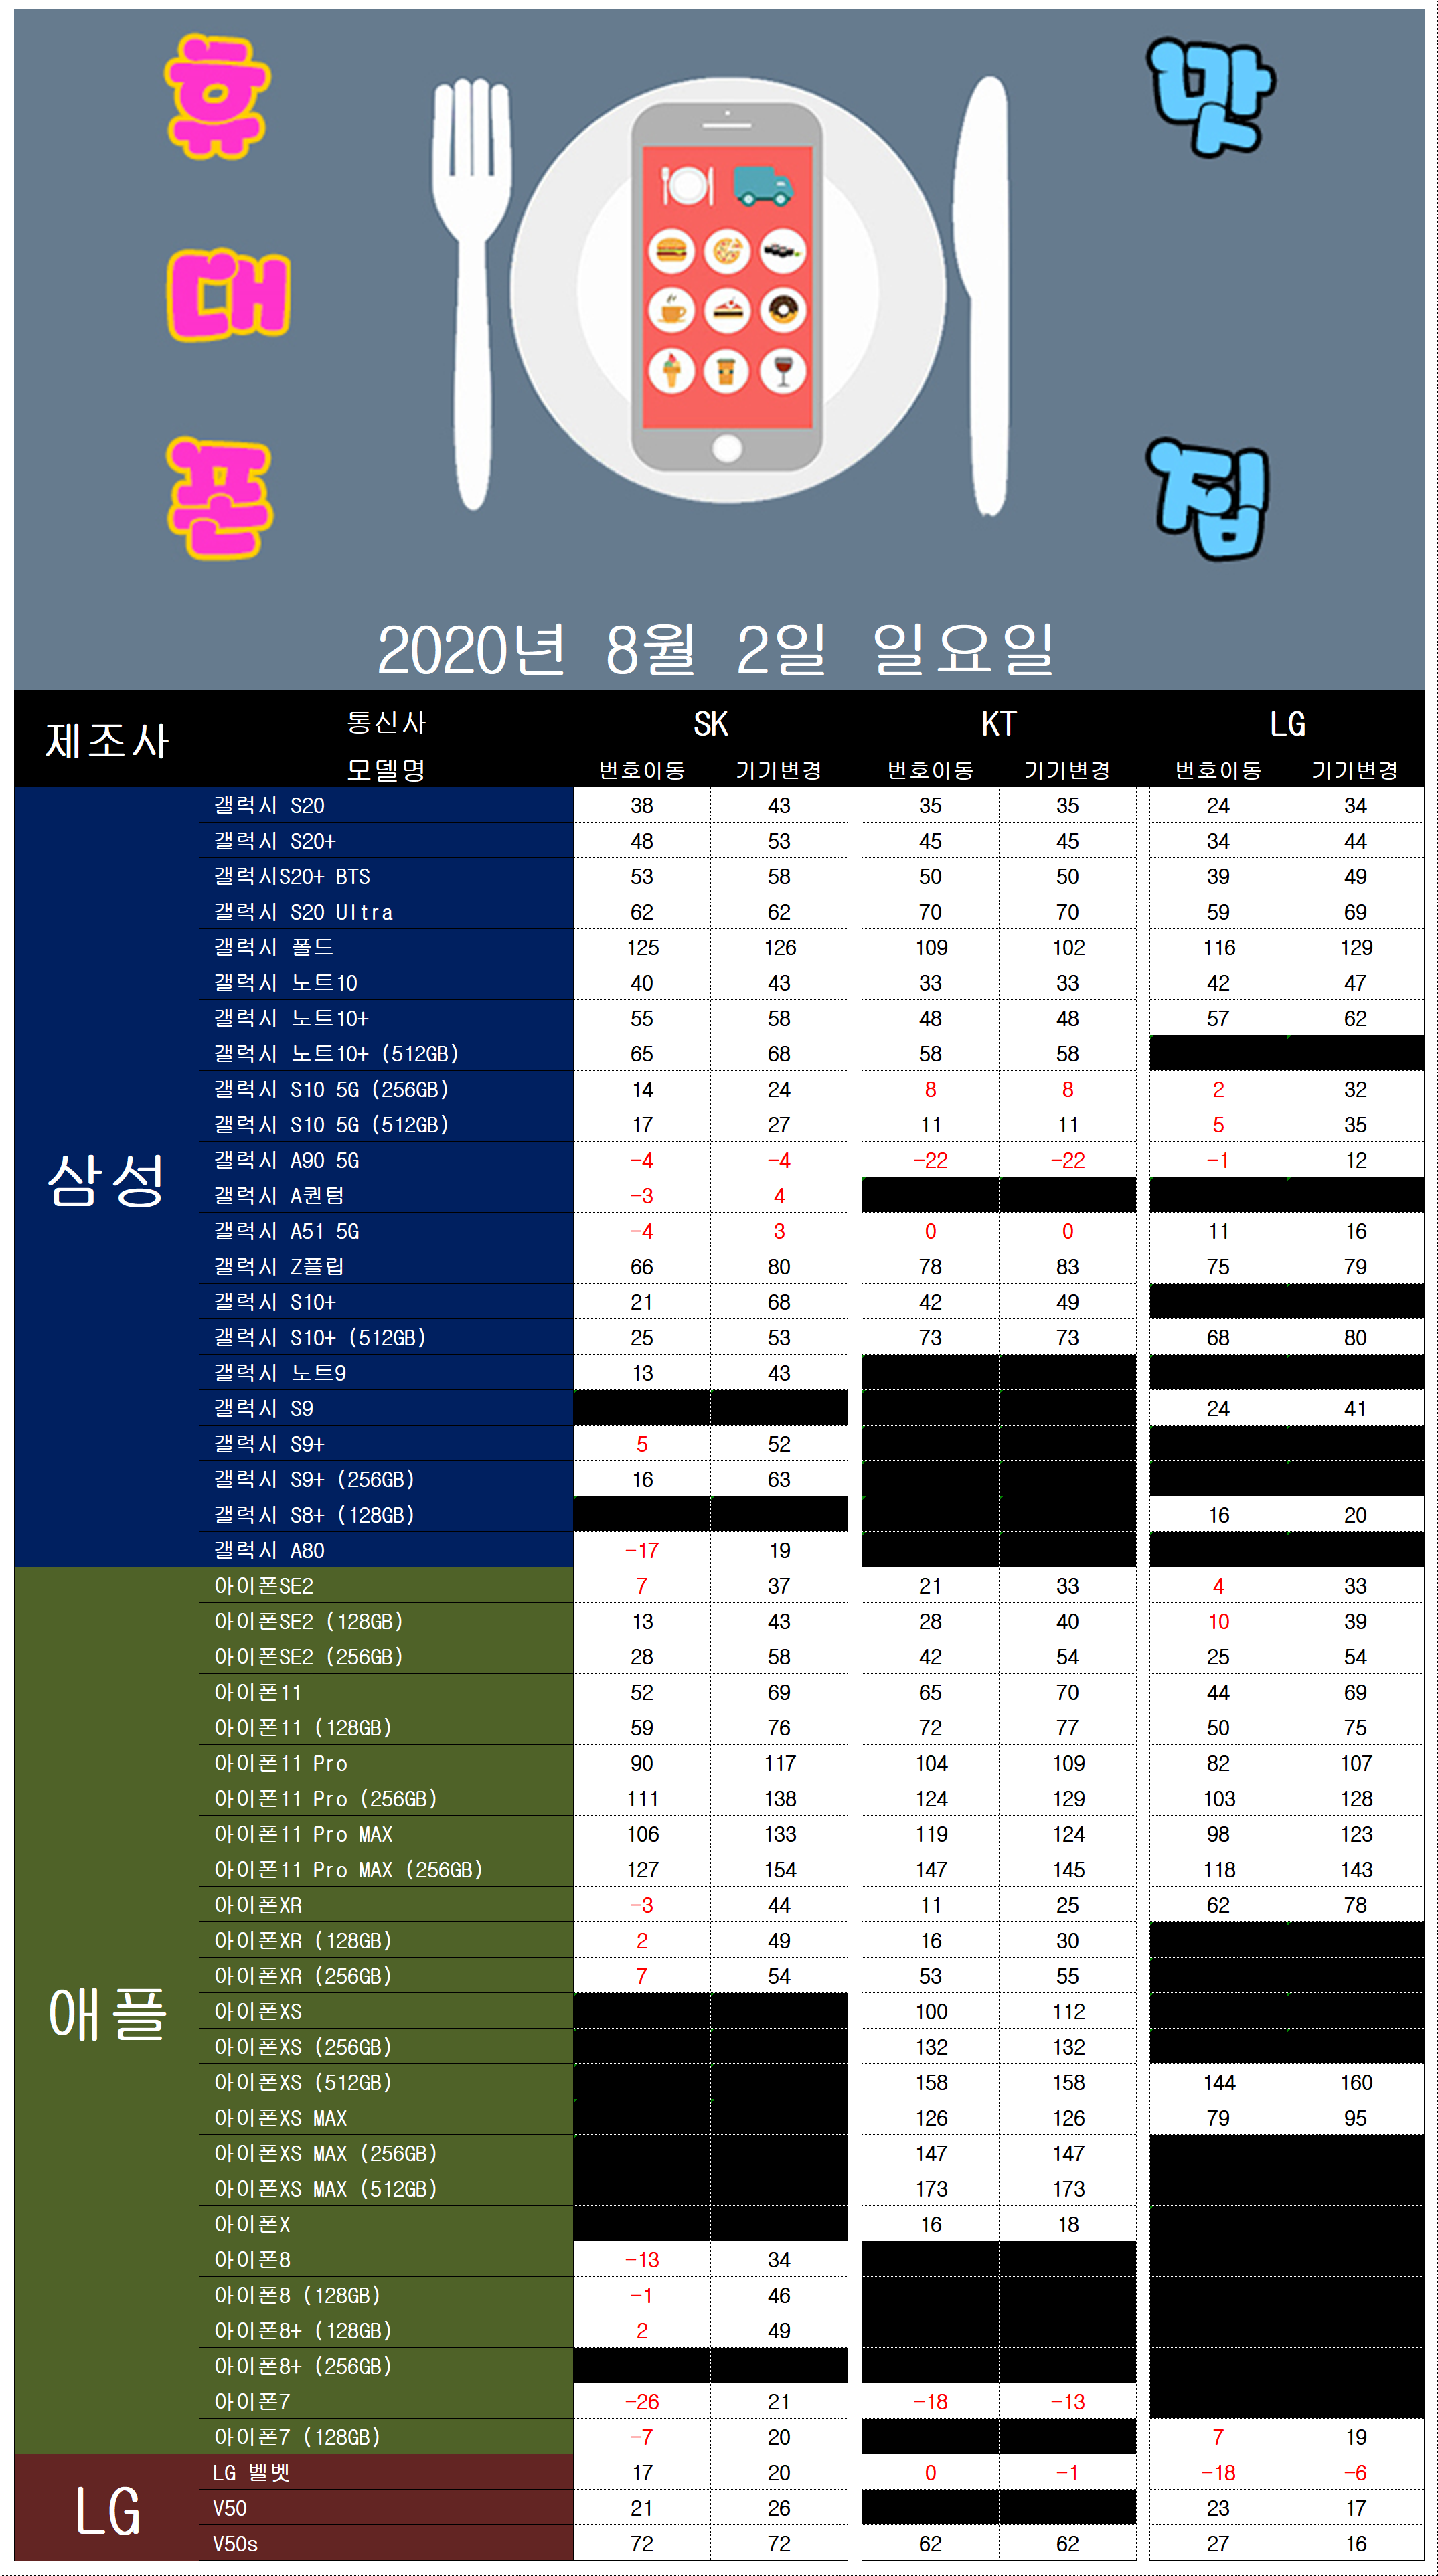 휴 맛
대
폰 집
2020년 8월 2일 일요일
제조사 통신사 SK KT LG
모델명 번호이동 기기변경 번호이동 기기변경 번호이동 기기변경
삼성
갤럭시 S20 38 43 35 35 24 34
갤럭시 S20+ 48 53 45 45 34 44
갤럭시S20+ BTS 53 58 50 50 39 49
갤럭시 S20 Ultra 62 62 70 70 59 69
갤럭시 폴드 125 126 109 102 116 129
갤럭시 노트10 40 43 33 33 42 47
갤럭시 노트10+ 55 58 48 48 57 62
갤럭시 노트10+ (512GB) 65 68 58 58
갤럭시 S10 5G (256GB) 14 24 8 8 2 32
갤럭시 S10 5G (512GB) 17 27 11 11 5 35
갤럭시 A90 5G -4 -4 -22 -22 -1 12
갤럭시 A퀀텀 -3 4
갤럭시 A51 5G -4 3 0 0 11 16
갤럭시 Z플립 66 80 78 83 75 79
갤럭시 S10+ 21 68 42 49
갤럭시 S10+ (512GB) 25 53 73 73 68 80
갤럭시 노트9 13 43
갤럭시 S9 24 41
갤럭시 S9+ 5 52
갤럭시 S9+ (256GB) 16 63
갤럭시 S8+ (128GB) 16 20
갤럭시 A80 -17 19
애플
아이폰SE2 7 37 21 33 4 33
아이폰SE2 (128GB) 13 43 28 40 10 39
아이폰SE2 (256GB) 28 58 42 54 25 54
아이폰11 52 69 65 70 44 69
아이폰11 (128GB) 59 76 72 77 50 75
아이폰11 Pro 90 117 104 109 82 107
아이폰11 Pro (256GB) 111 138 124 129 103 128
아이폰11 Pro MAX 106 133 119 124 98 123
아이폰11 Pro MAX (256GB) 127 154 147 145 118 143
아이폰XR -3 44 11 25 62 78
아이폰XR (128GB) 2 49 16 30
아이폰XR (256GB) 7 54 53 55
아이폰XS 100 112
아이폰XS (256GB) 132 132
아이폰XS (512GB) 158 158 144 160
아이폰XS MAX 126 126 79 95
아이폰XS MAX (256GB) 147 147
아이폰XS MAX (512GB) 173 173
아이폰X 16 18
아이폰8 -13 34
아이폰8 (128GB) -1 46
아이폰8+ (128GB) 2 49
아이폰8+ (256GB)
아이폰7 -26 21 -18 -13
아이폰7 (128GB) -7 20 7 19
LG
LG 벨벳 17 20 0 -1 -18 -6
V50 21 26 23 17
V50s 72 72 62 62 27 16